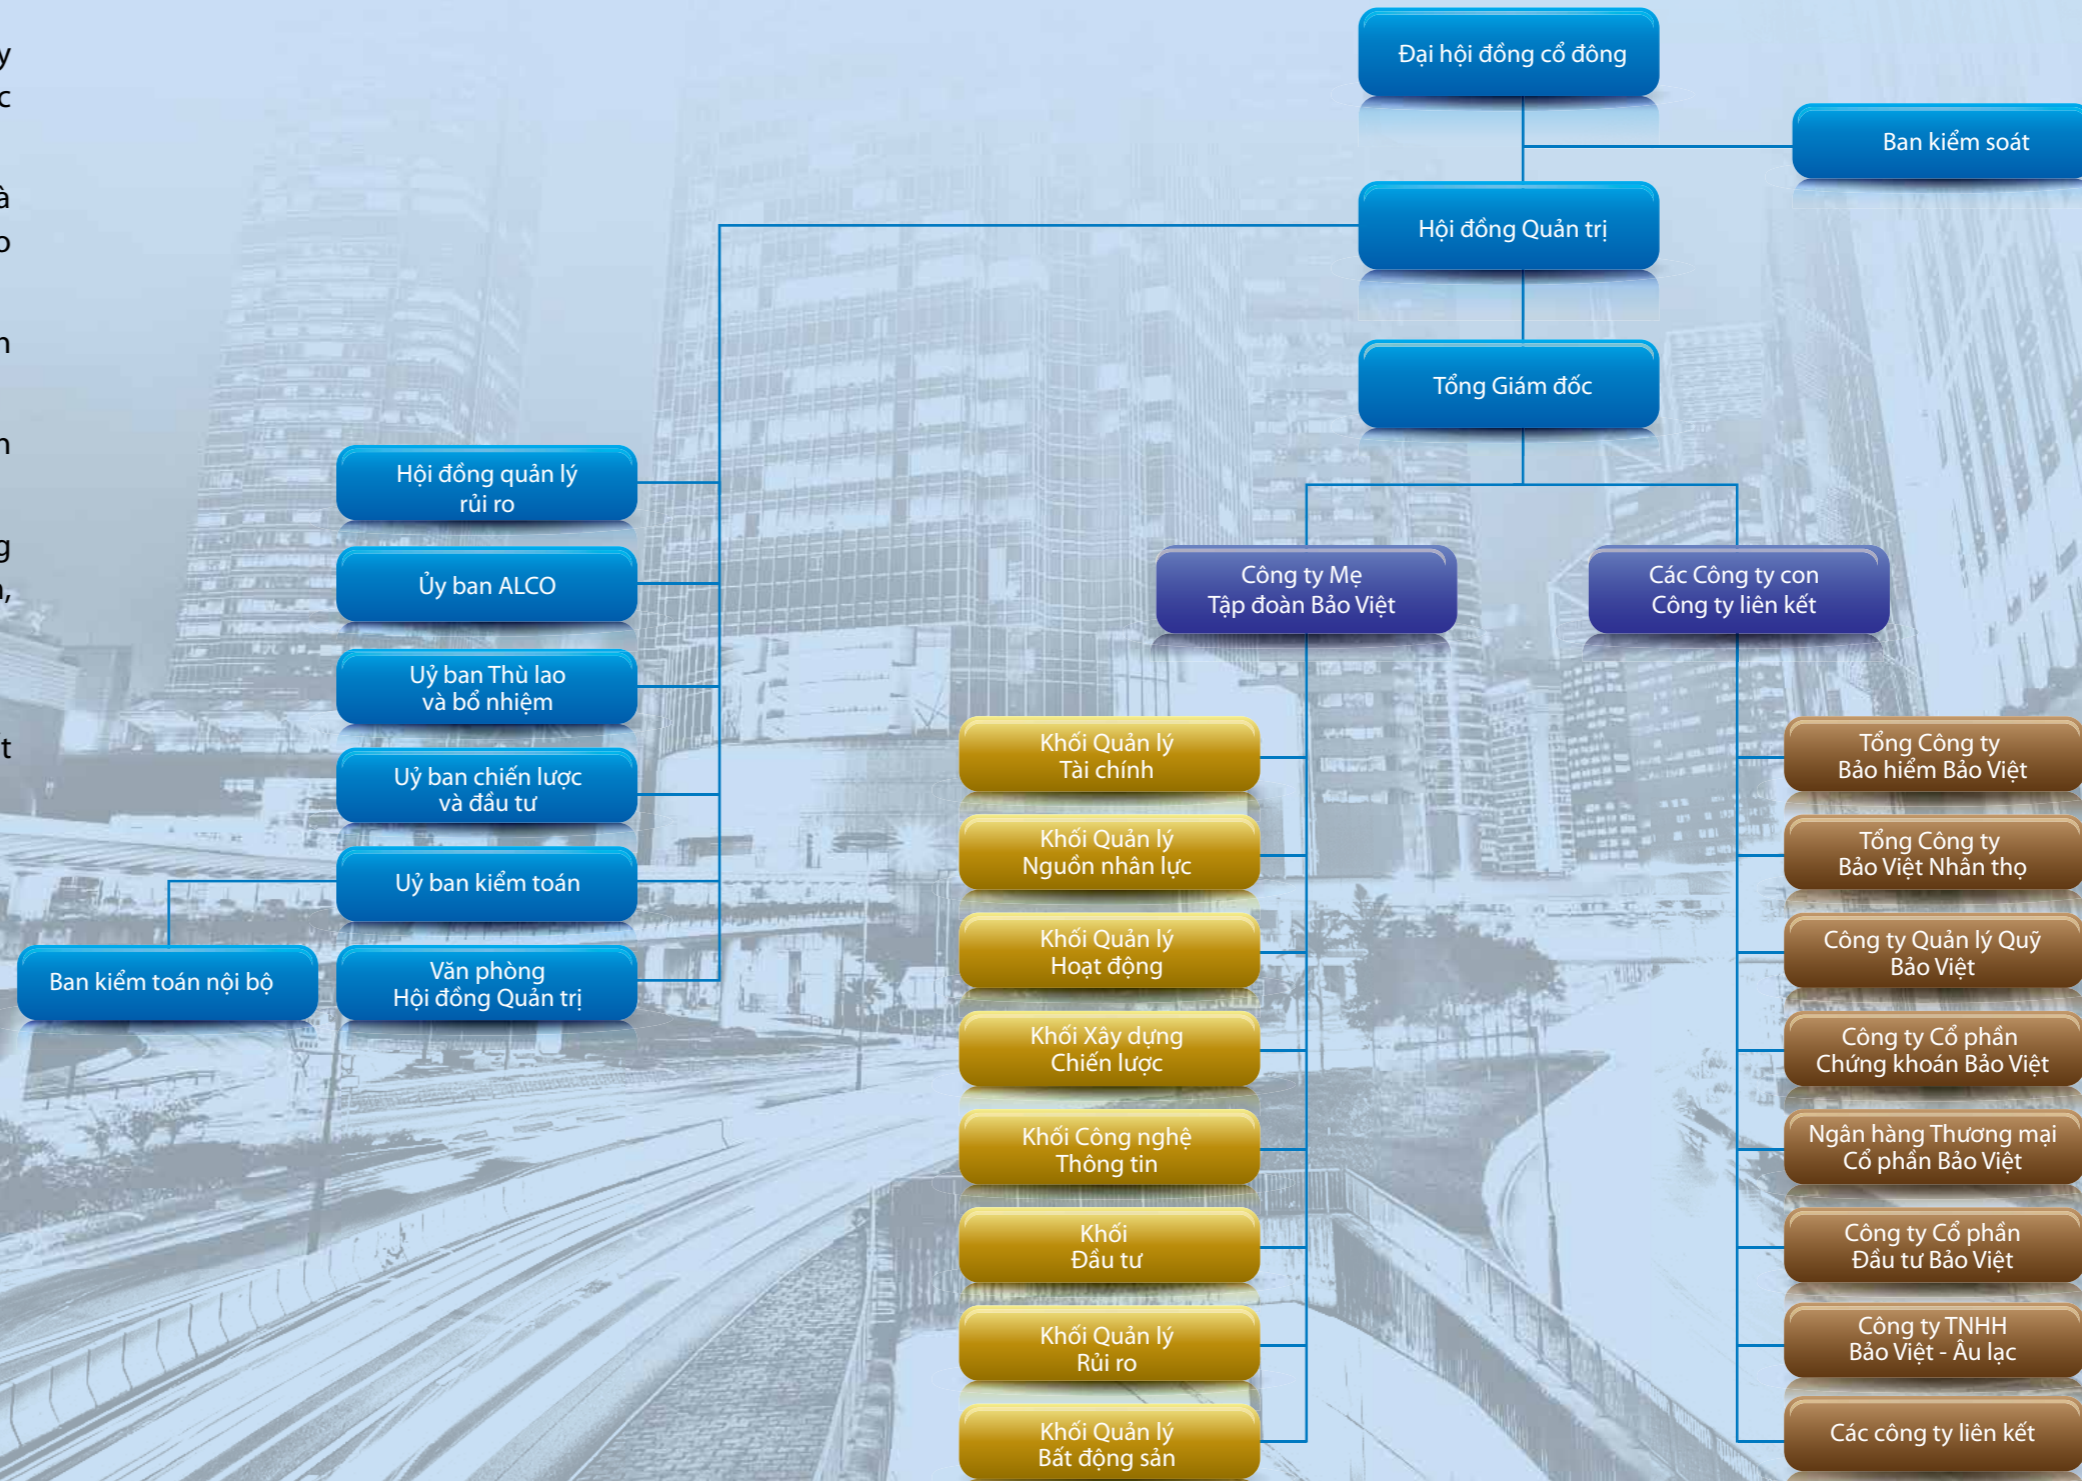 y
c
à
o
n
n
g
n,
t
Đại hội đồng cổ đông
Ban kiểm soát
Hội đồng Quản trị
Tổng Giám đốc
Hội đồng quản lý
rủi ro
Ủy ban ALCO
Uỷ ban Thù lao
và bổ nhiệm
Uỷ ban chiến lược
và đầu tư
Uỷ ban kiểm toán
Ban kiểm toán nội bộ
Văn phòng
Hội đồng Quản trị
Công ty Mẹ
Tập đoàn Bảo Việt
Khối Quản lý
Tài chính
Khối Quản lý
Nguồn nhân lực
Khối Quản lý
Hoạt động
Khối Xây dựng
Chiến lược
Khối Công nghệ
Thông tin
Khối
Đầu tư
Khối Quản lý
Rủi ro
Khối Quản lý
Bất động sản
Các Công ty con
Công ty liên kết
Tổng Công ty
Bảo hiểm Bảo Việt
Tổng Công ty
Bảo Việt Nhân thọ
Công ty Quản lý Quỹ
Bảo Việt
Công ty Cổ phần
Chứng khoán Bảo Việt
Ngân hàng Thương mại
Cổ phần Bảo Việt
Công ty Cổ phần
Đầu tư Bảo Việt
Công ty TNHH
Bảo Việt - Âu lạc
Các công ty liên kết